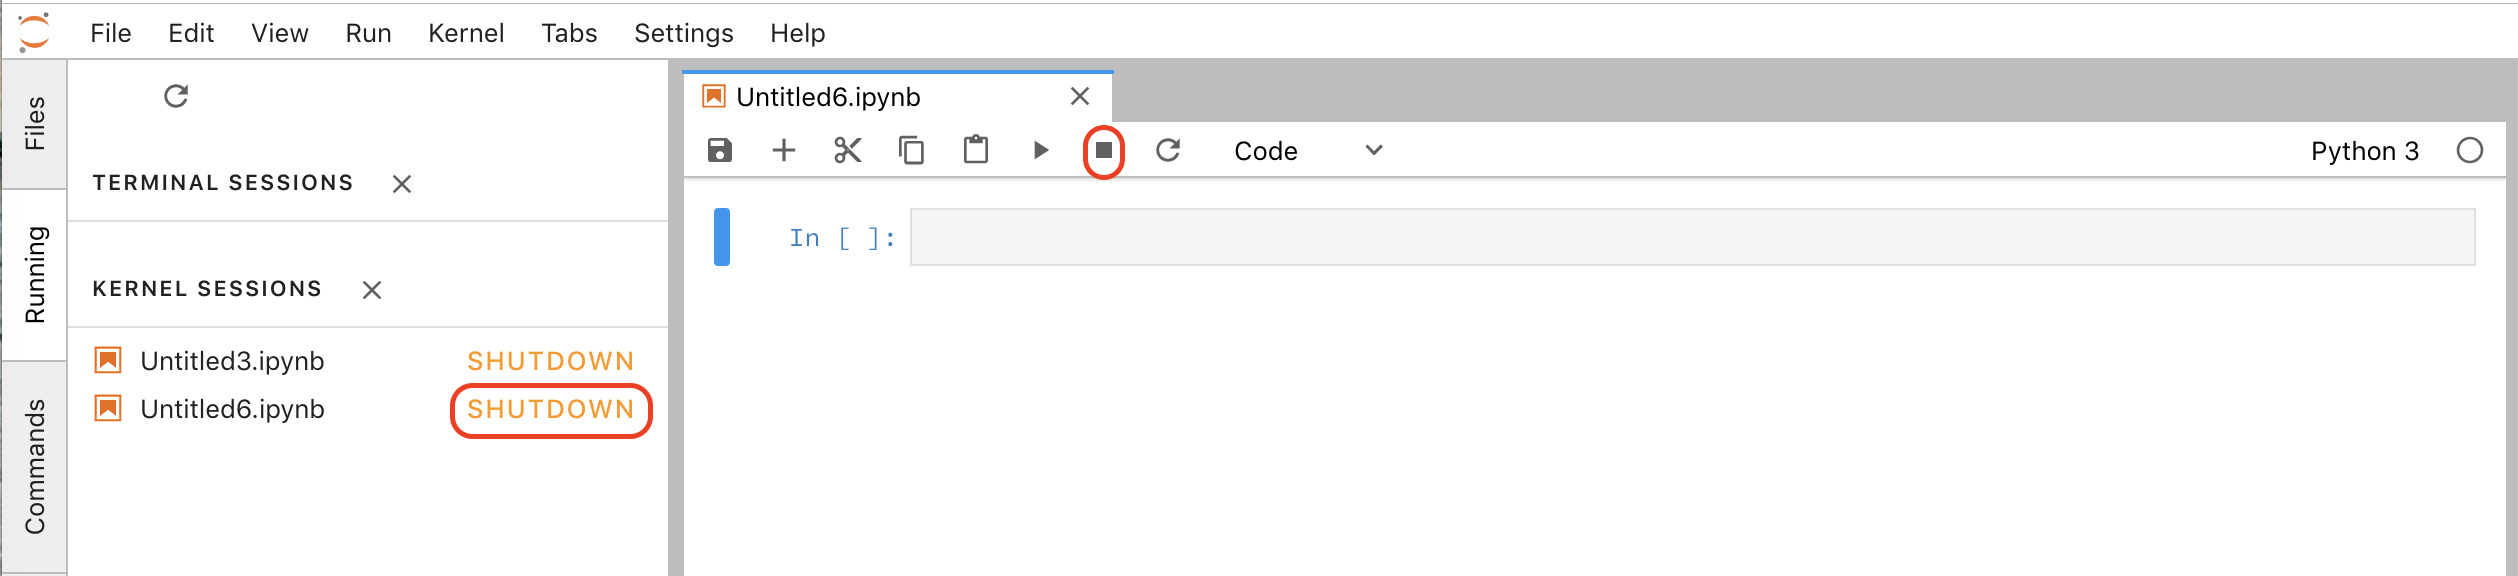 File Edit View Run Kernel Tabs Settings Help
Files
Running
Commands
TERMINAL SESSIONS
KERNEL SESSIONS
Untitled3.ipynb SHUTDOWN
Untitled6.ipynb SHUTDOWN
Untitled6.ipynb
Code Python 3
In [ ]: